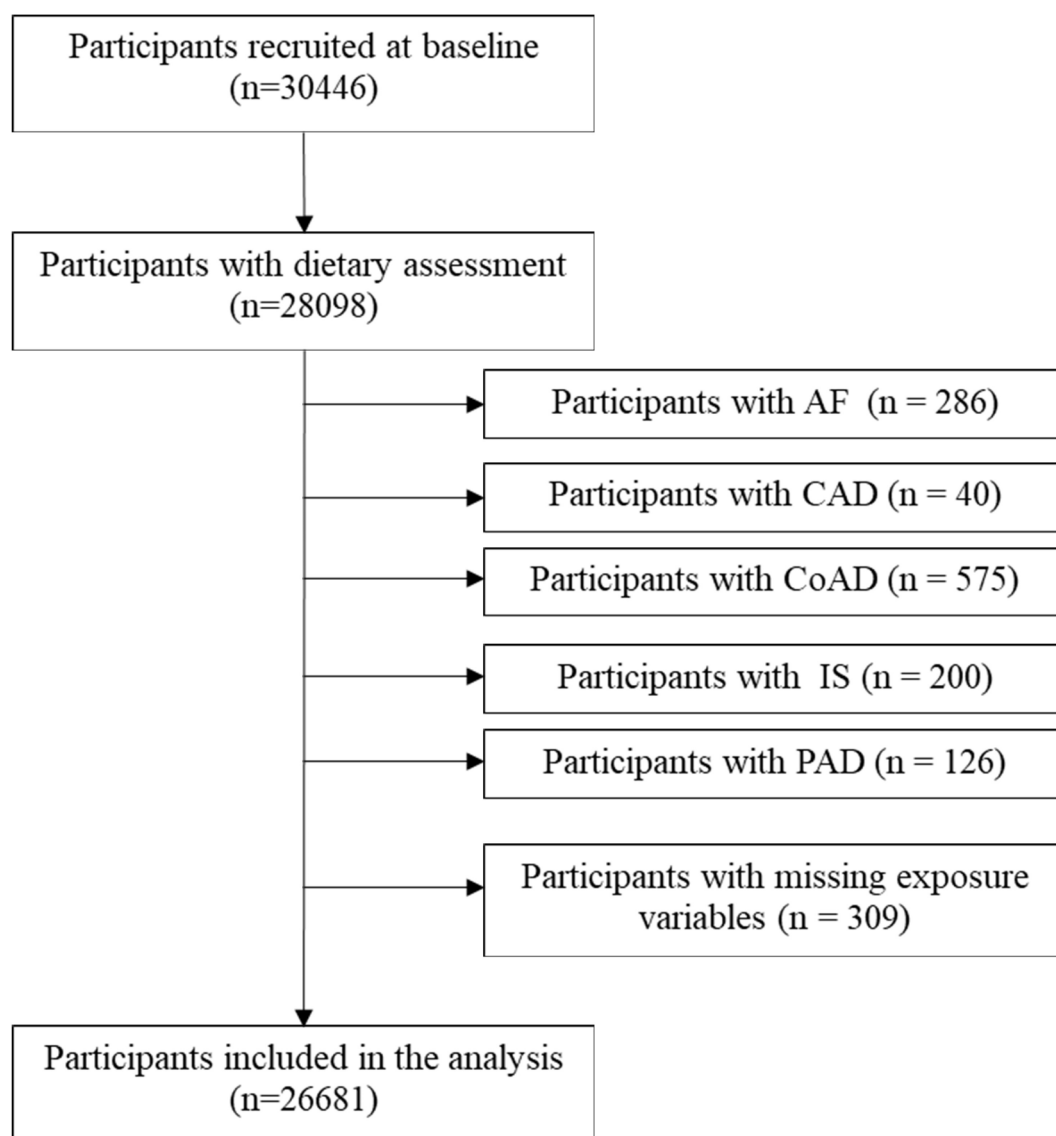 Participants recruited at baseline
(n=30446)
Participants with dietary assessment
(n=28098)
Participants with AF (n = 286)
Participants with CAD (n = 40)
Participants with CoAD (n = 575)
Participants with IS (n = 200)
Participants with PAD (n = 126)
Participants with missing exposure
variables (n = 309)
Participants included in the analysis
(n=26681)